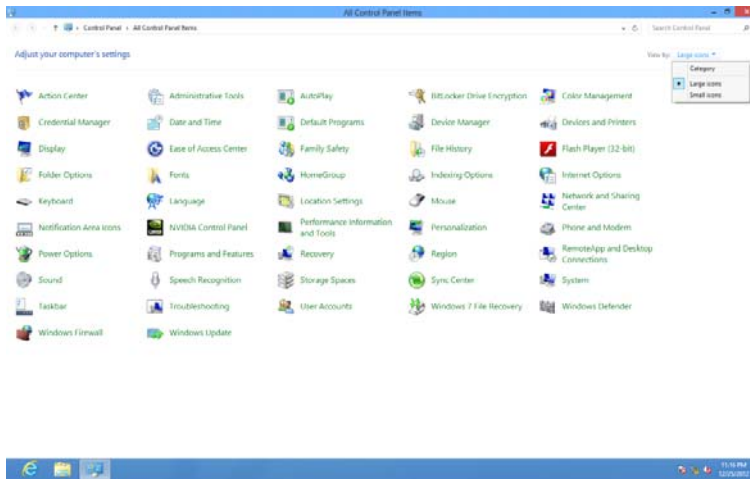 All Control Panel Items
Control Panel All Control Panel Items
Search Control Panel
Adjust your computer's settings
View by: Large icons
Category
Large icons
Small icons
Action Center Administrative Tools AutoPlay BitLocker Drive Encryption Color Management
Credential Manager Date and Time Default Programs Device Manager Devices and Printers
Display Ease of Access Center Family Safety File History Flash Player (32-bit)
Folder Options Fonts HomeGroup Indexing Options Internet Options
Keyboard Language Location Settings Mouse Network and Sharing Center
Notification Area Icons NVIDIA Control Panel Performance Information and Tools Personalization Phone and Modem
Power Options Programs and Features Recovery Region RemoteApp and Desktop Connections
Sound Speech Recognition Storage Spaces Sync Center System
Taskbar Troubleshooting User Accounts Windows 7 File Recovery Windows Defender
Windows Firewall Windows Update
11:16 PM
12/25/2012